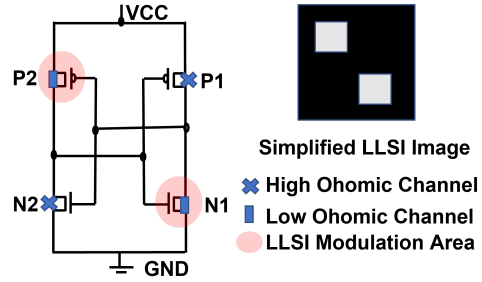 VCC
P2
P1
N2
N1
GND
Simplified LLSI Image
High Ohomic Channel
Low Ohomic Channel
LLSI Modulation Area